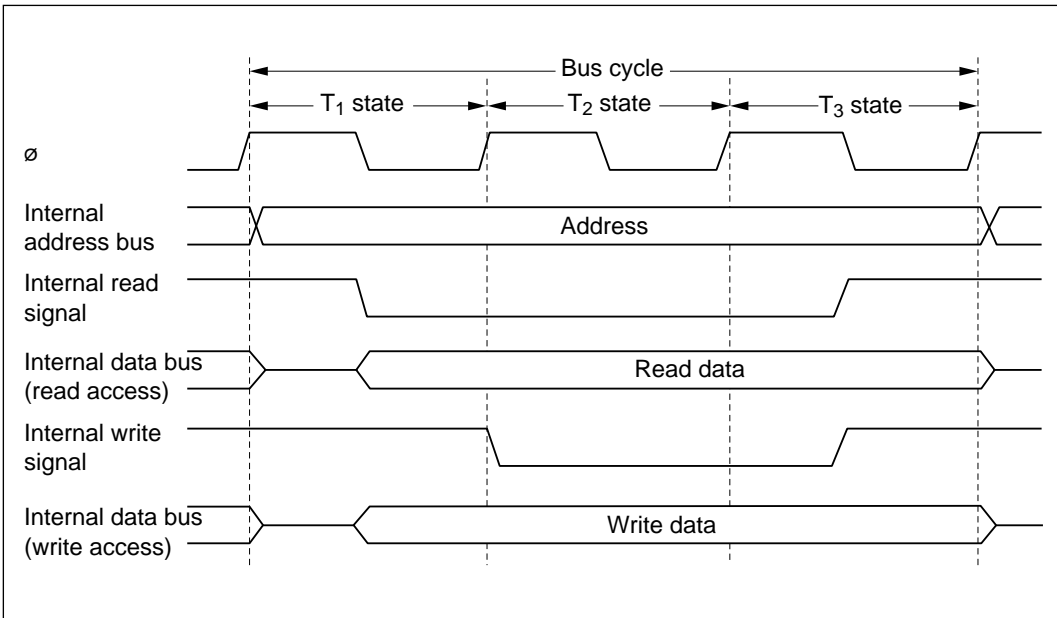 Bus cycle
T₁ state
T₂ state
T₃ state
ø
Internal
address bus
Address
Internal read
signal
Internal data bus
(read access)
Read data
Internal write
signal
Internal data bus
(write access)
Write data